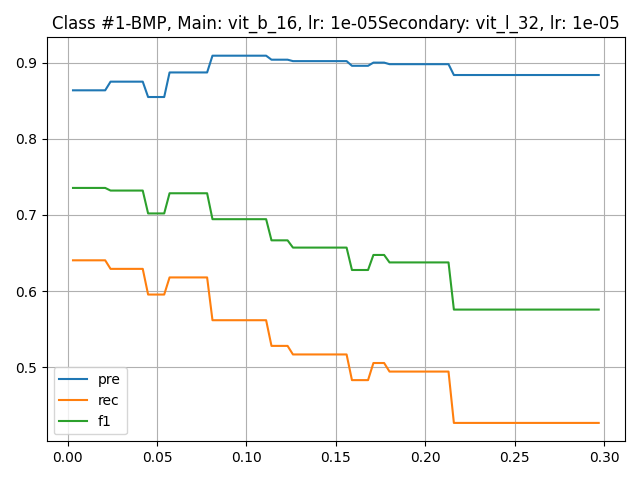 Class #1-BMP, Main: vit_b_16, lr: 1e-05Secondary: vit_l_32, lr: 1e-05
0.9
0.8
0.7
0.6
0.5
pre
rec
f1
0.00 0.05 0.10 0.15 0.20 0.25 0.30